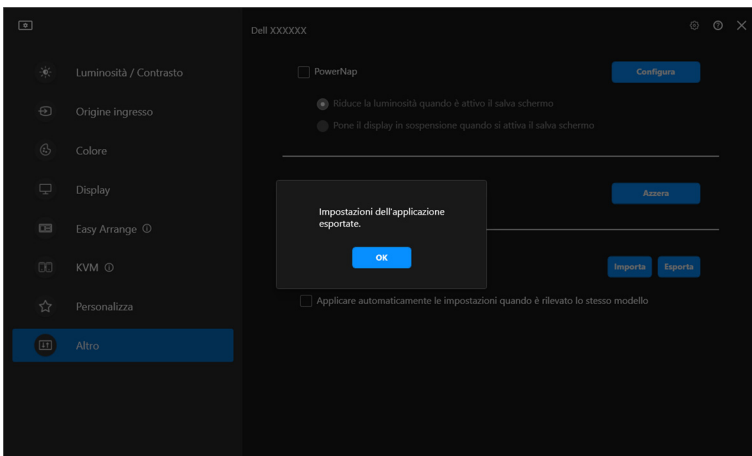 Dell XXXXXX
Luminosità / Contrasto
Origine ingresso
Colore
Display
Easy Arrange
KVM
Personalizza
Altro
PowerNap
Configura
Riduce la luminosità quando è attivo il salva schermo
Pone il display in sospensione quando si attiva il salva schermo
Azzera
Impostazioni dell'applicazione
esportate.
OK
Importa
Esporta
Applicare automaticamente le impostazioni quando è rilevato lo stesso modello